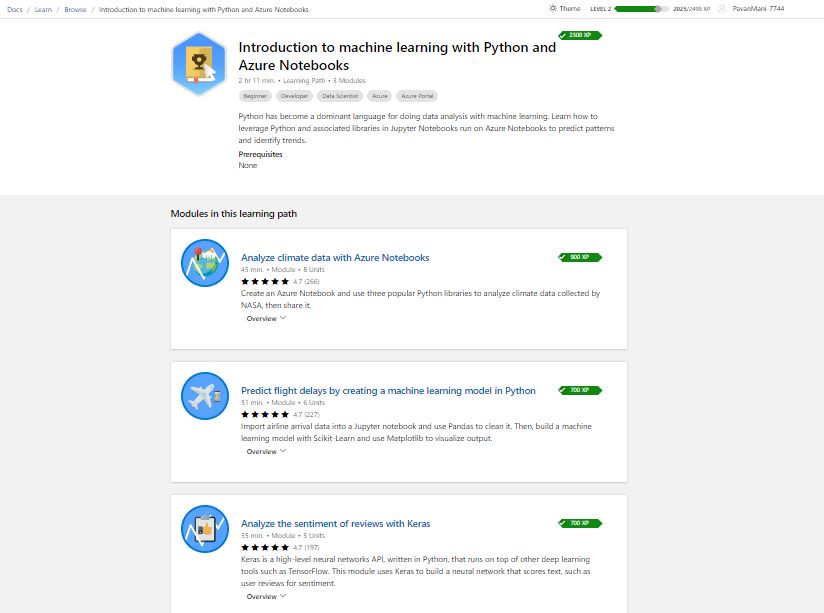 Docs / Learn / Browse / Introduction to machine learning with Python and Azure Notebooks
Theme LEVEL 2 2025/2499 XP PavanMani-7744
2300 XP
Introduction to machine learning with Python and
Azure Notebooks
2 hr 11 min. • Learning Path • 3 Modules
Beginner Developer Data Scientist Azure Azure Portal
Python has become a dominant language for doing data analysis with machine learning. Learn how to
leverage Python and associated libraries in Jupyter Notebooks run on Azure Notebooks to predict patterns
and identify trends.
Prerequisites
None
Modules in this learning path
Analyze climate data with Azure Notebooks 900 XP
45 min. • Module • 8 Units
4.7 (266)
Create an Azure Notebook and use three popular Python libraries to analyze climate data collected by
NASA, then share it.
Overview
Predict flight delays by creating a machine learning model in Python 700 XP
51 min. • Module • 6 Units
4.7 (227)
Import airline arrival data into a Jupyter notebook and use Pandas to clean it. Then, build a machine
learning model with Scikit-Learn and use Matplotlib to visualize output.
Overview
Analyze the sentiment of reviews with Keras 700 XP
35 min. • Module • 5 Units
4.7 (197)
Keras is a high-level neural networks API, written in Python, that runs on top of other deep learning
tools such as TensorFlow. This module uses Keras to build a neural network that scores text, such as
user reviews for sentiment.
Overview